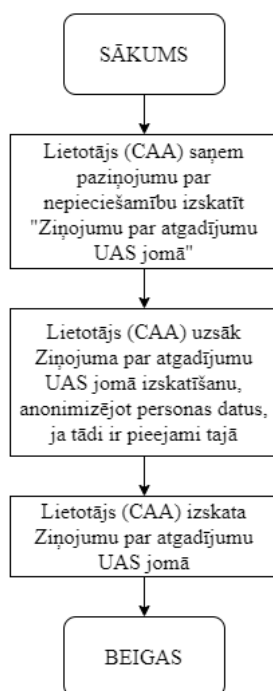 SĀKUMS
Lietotājs (CAA) saņem
paziņojumu par
nepieciešamību izskatīt
"Ziņojumu par atgadījumu
UAS jomā"
Lietotājs (CAA) uzsāk
Ziņojuma par atgadījumu
UAS jomā izskatīšanu,
anonimizējot personas datus,
ja tādi ir pieejami tajā
Lietotājs (CAA) izskata
Ziņojumu par atgadījumu
UAS jomā
BEIGAS